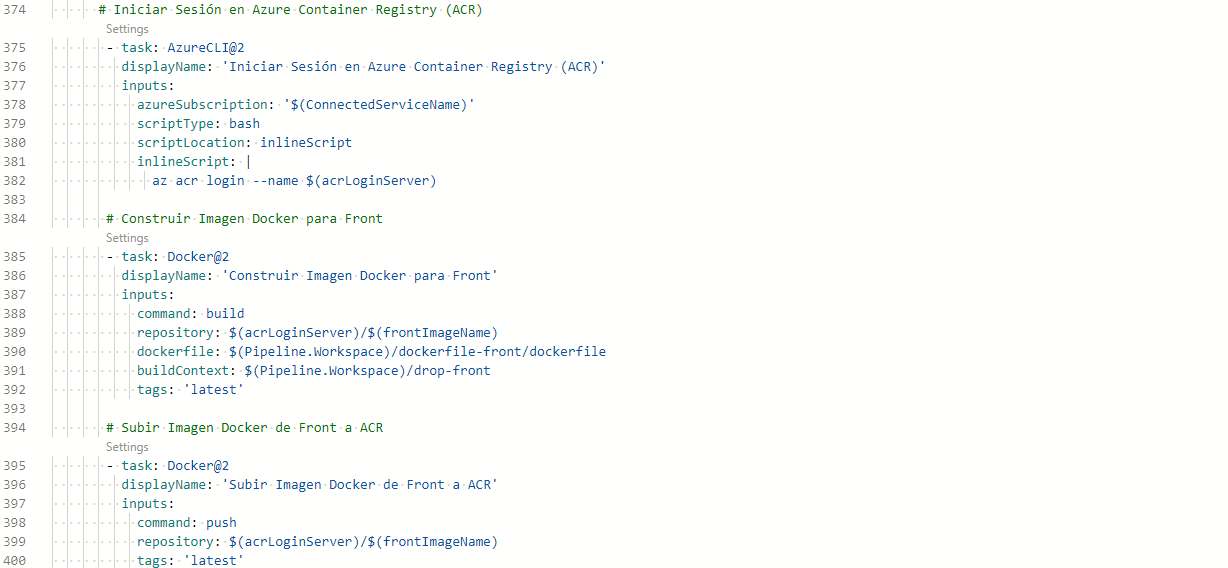 374 # Iniciar Sesión en Azure Container Registry (ACR)
Settings
375 - task: AzureCLI@2
376 displayName: 'Iniciar Sesión en Azure Container Registry (ACR)'
377 inputs:
378 azureSubscription: '$(ConnectedServiceName)'
379 scriptType: bash
380 scriptLocation: inlineScript
381 inlineScript: |
382 az acr login --name $(acrLoginServer)
383
384 # Construir Imagen Docker para Front
Settings
385 - task: Docker@2
386 displayName: 'Construir Imagen Docker para Front'
387 inputs:
388 command: build
389 repository: $(acrLoginServer)/$(frontImageName)
390 dockerfile: $(Pipeline.Workspace)/dockerfile-front/dockerfile
391 buildContext: $(Pipeline.Workspace)/drop-front
392 tags: 'latest'
393
394 # Subir Imagen Docker de Front a ACR
Settings
395 - task: Docker@2
396 displayName: 'Subir Imagen Docker de Front a ACR'
397 inputs:
398 command: push
399 repository: $(acrLoginServer)/$(frontImageName)
400 tags: 'latest'